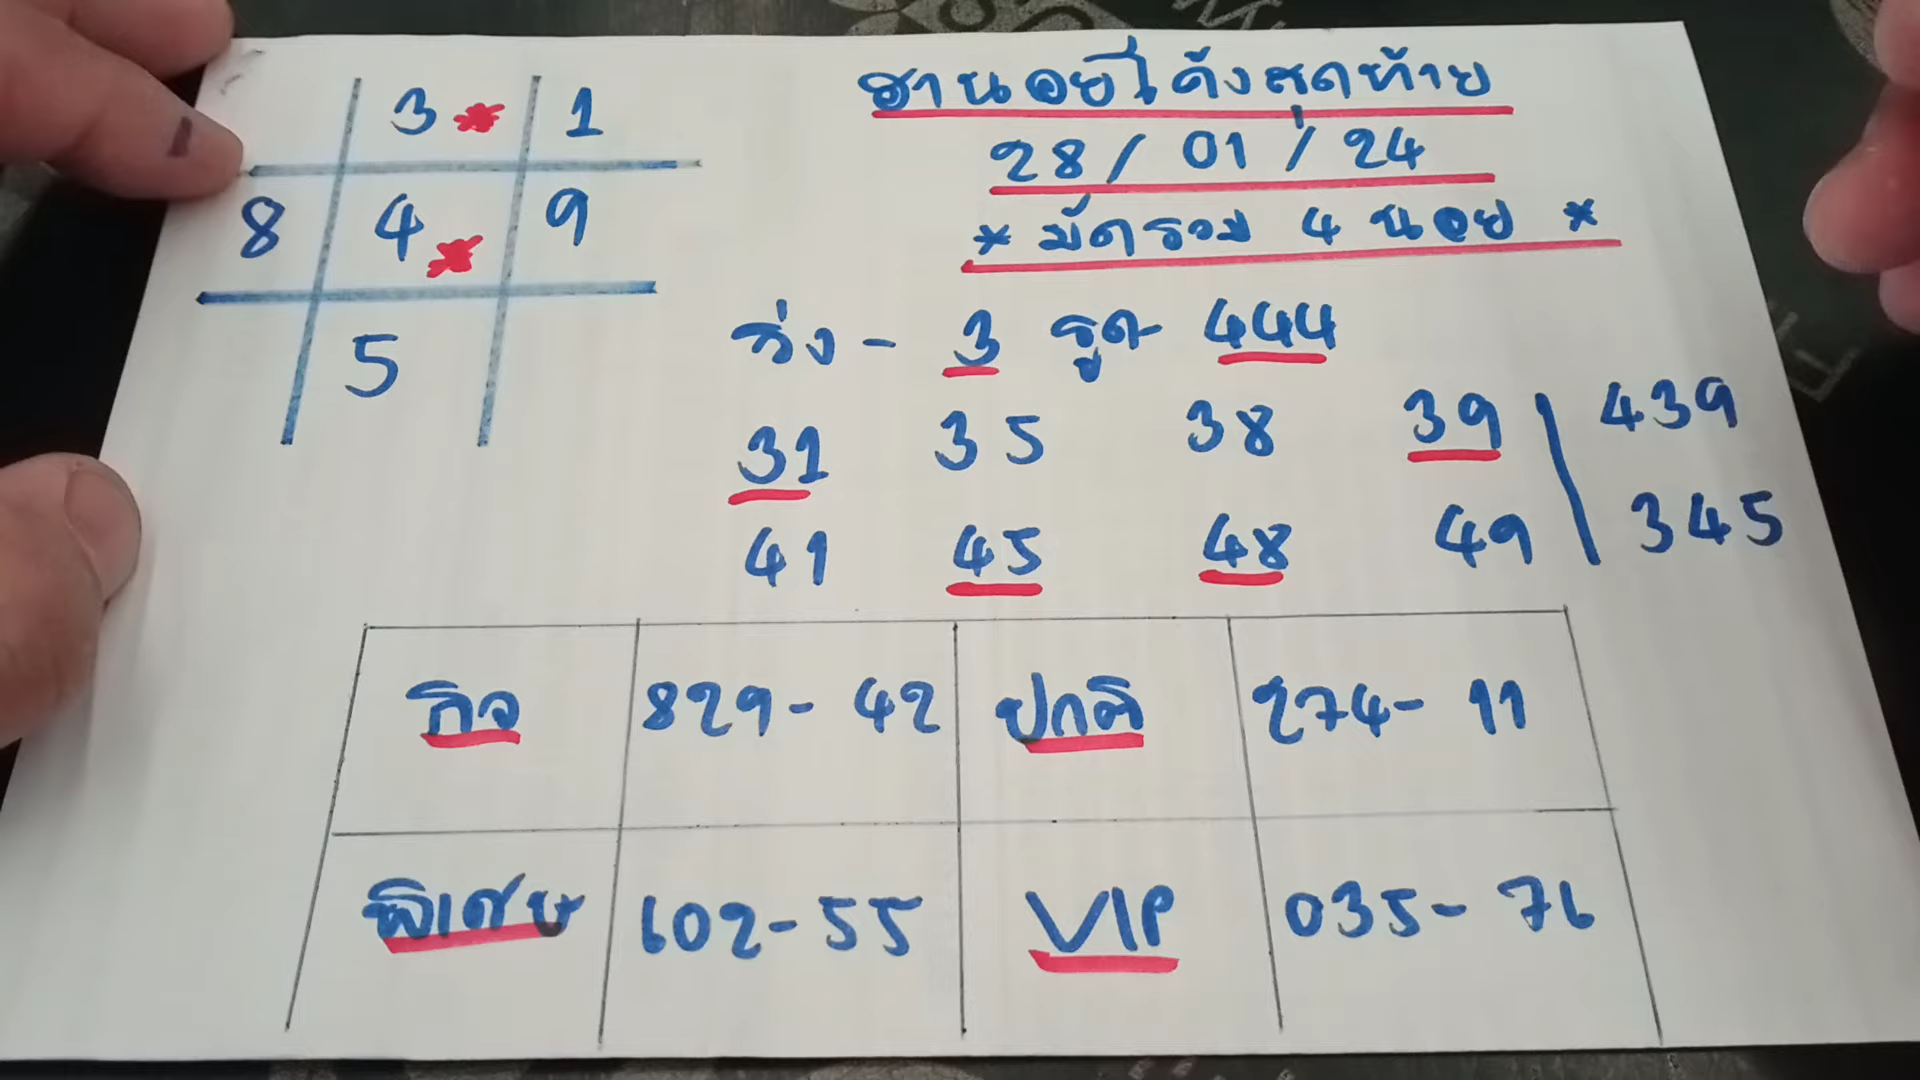 3 * 1
8 4 * 9
5
ฮานอยโค้งสุดท้าย
28/01/24
* มัดรวม 4 นอย *
วิ่ง - 3 รูด 444
31 35 38 39 439
41 45 48 49 345
กิจ 829-42 ปกติ 274-11
พิเศษ 602-55 VIP 035-76